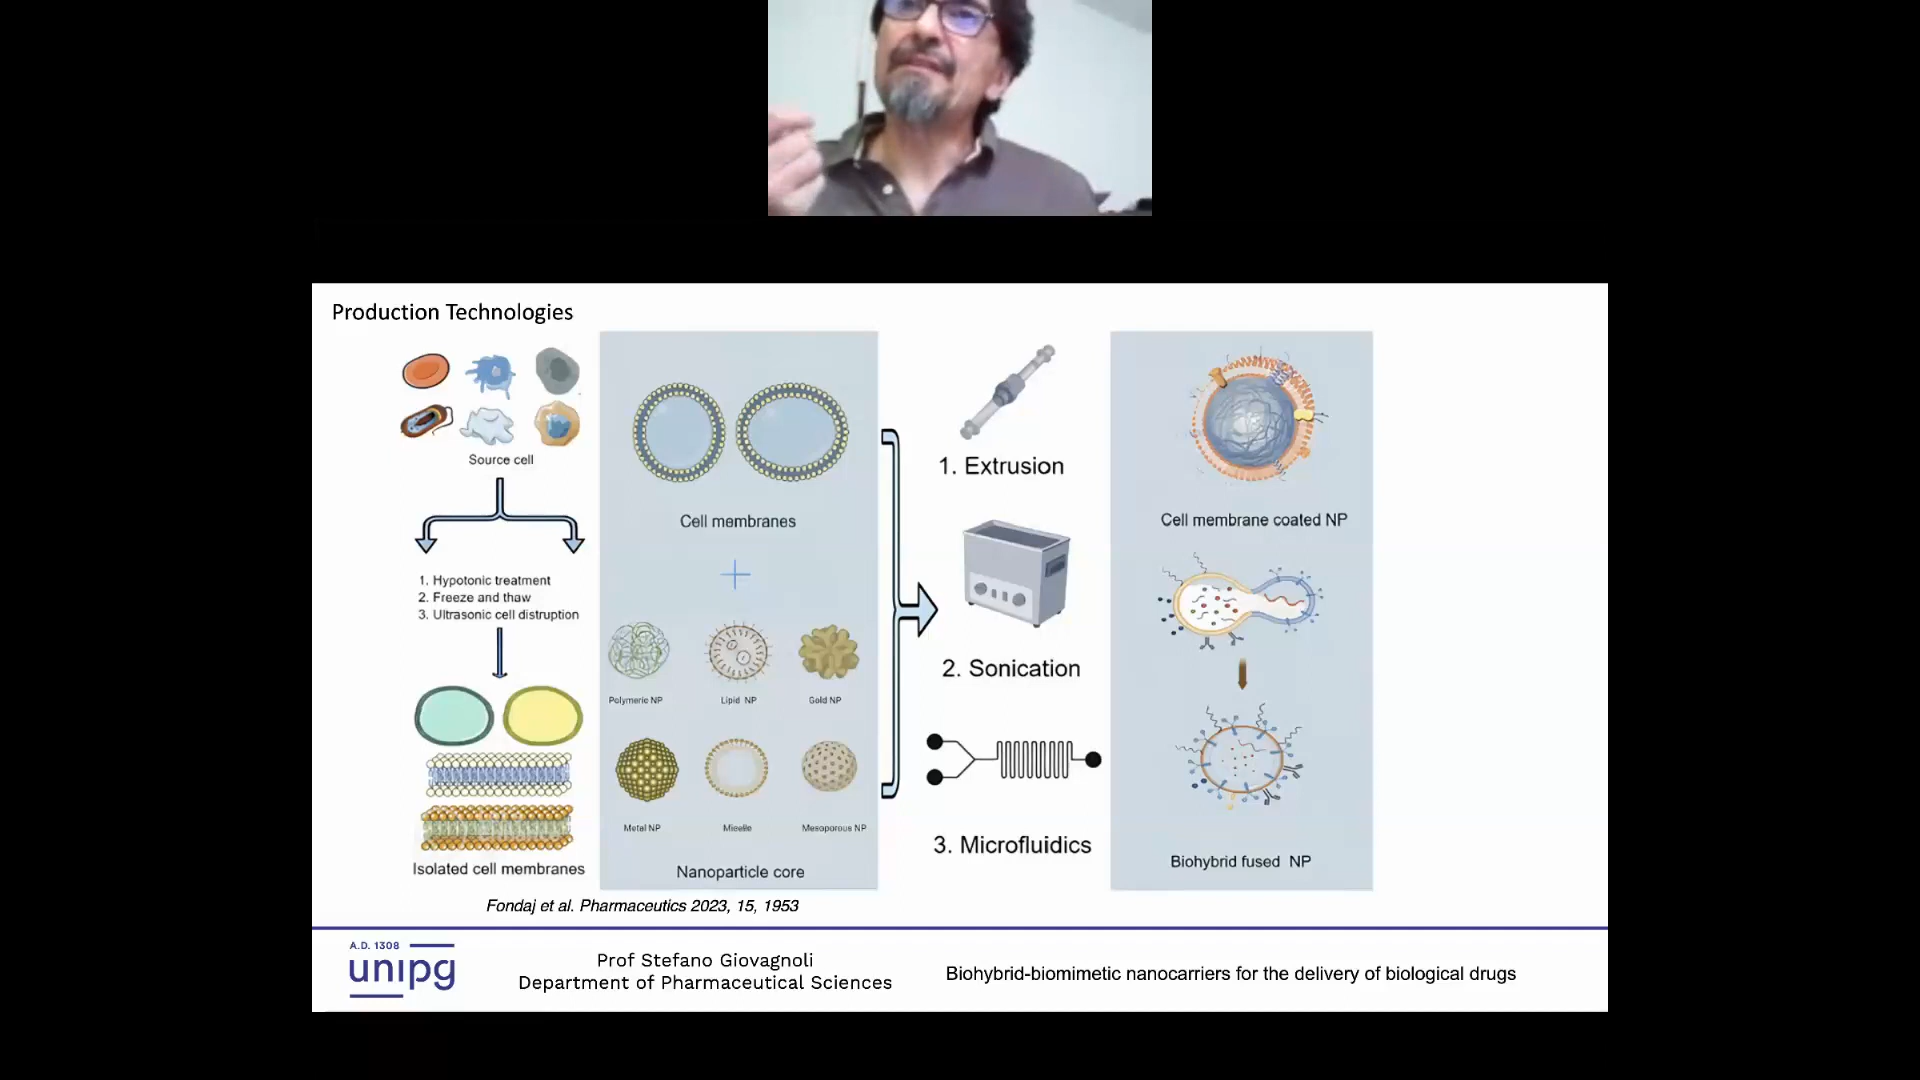 Production Technologies
Source cell
1. Hypotonic treatment
2. Freeze and thaw
3. Ultrasonic cell distruption
Isolated cell membranes
Cell membranes
Polymeric NP
Lipid NP
Gold NP
Metal NP
Micelle
Mesoporous NP
Nanoparticle core
1. Extrusion
2. Sonication
3. Microfluidics
Cell membrane coated NP
Biohybrid fused NP
Fondaj et al. Pharmaceutics 2023, 15, 1953
A.D. 1308
unipg
Prof Stefano Giovagnoli
Department of Pharmaceutical Sciences
Biohybrid-biomimetic nanocarriers for the delivery of biological drugs